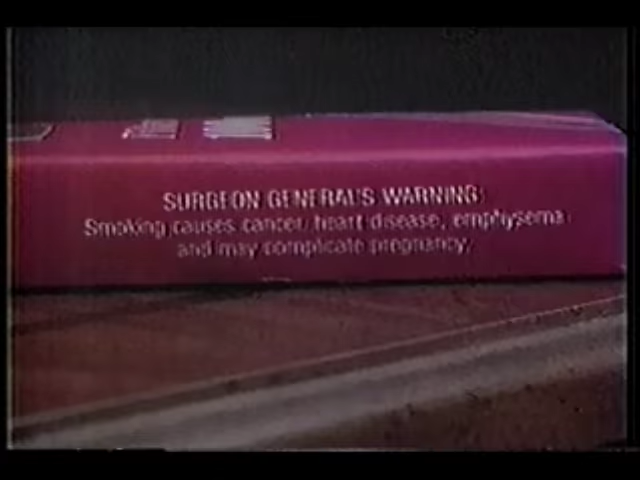 SURGEON GENERAL'S WARNING:
Smoking causes cancer, heart disease, emphysema
and may complicate pregnancy.